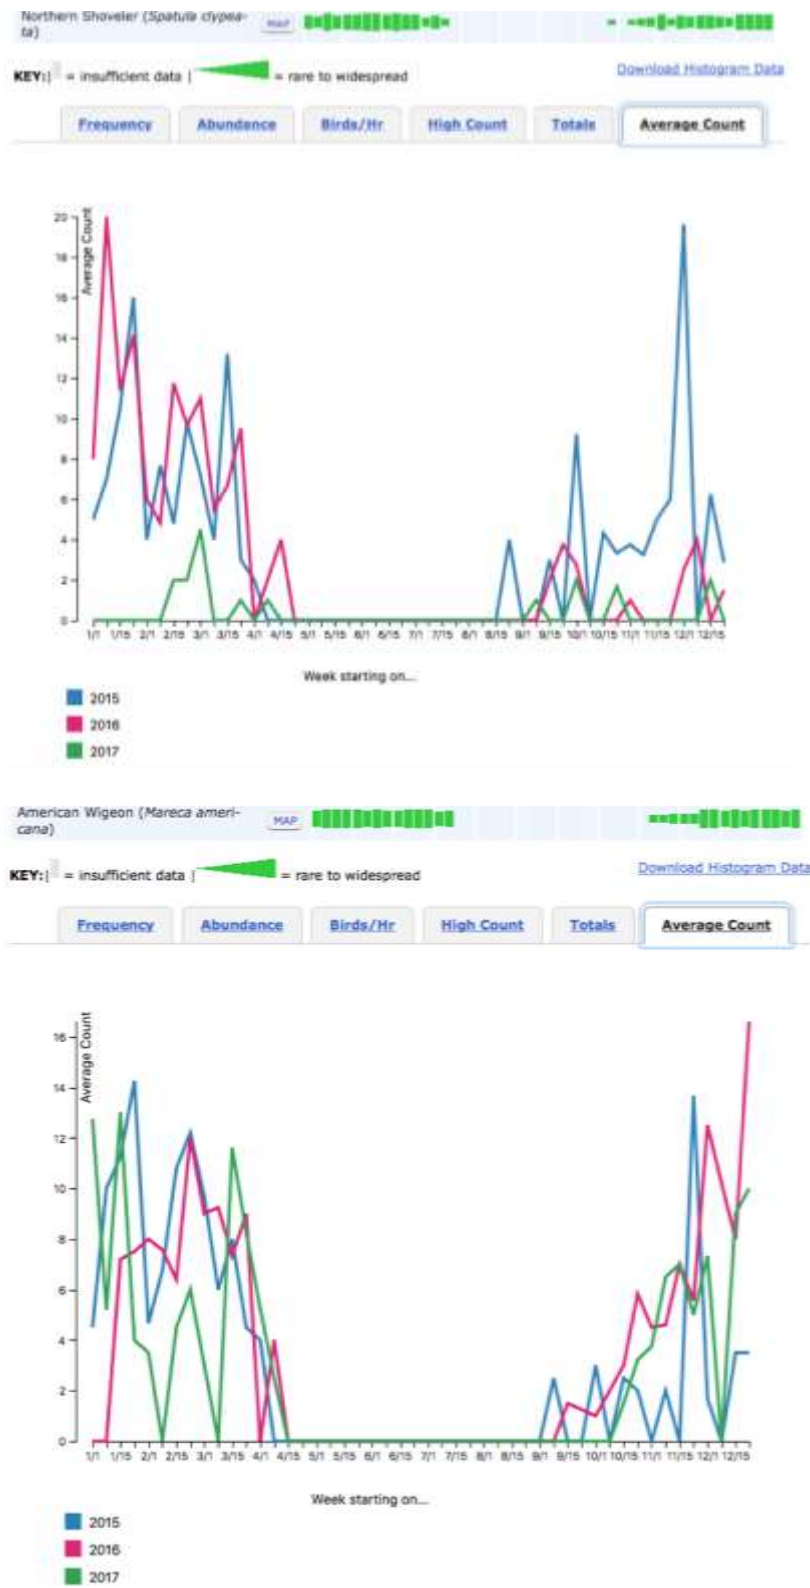 Northern Shoveler (Spatula clypea-
ta)
MAP
KEY:| = insufficient data | = rare to widespread
Download Histogram Data
Frequency Abundance Birds/Hr High Count Totals Average Count
Average Count
20
18
16
14
12
10
8
6
4
2
0
1/1 1/15 2/1 2/15 3/1 3/15 4/1 4/15 5/1 5/15 6/1 6/15 7/1 7/15 8/1 8/15 9/1 9/15 10/1 10/15 11/1 11/15 12/1 12/15
Week starting on...
2015
2016
2017
American Wigeon (Mareca ameri-
cana)
MAP
KEY:| = insufficient data | = rare to widespread
Download Histogram Data
Frequency Abundance Birds/Hr High Count Totals Average Count
Average Count
16
14
12
10
8
6
4
2
0
1/1 1/15 2/1 2/15 3/1 3/15 4/1 4/15 5/1 5/15 6/1 6/15 7/1 7/15 8/1 8/15 9/1 9/15 10/1 10/15 11/1 11/15 12/1 12/15
Week starting on...
2015
2016
2017